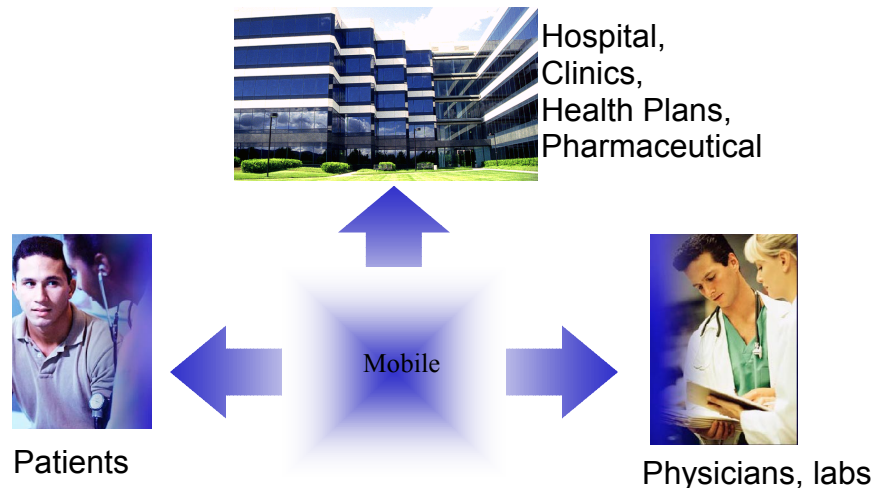 Hospital,
Clinics,
Health Plans,
Pharmaceutical
Mobile
Patients
Physicians, labs